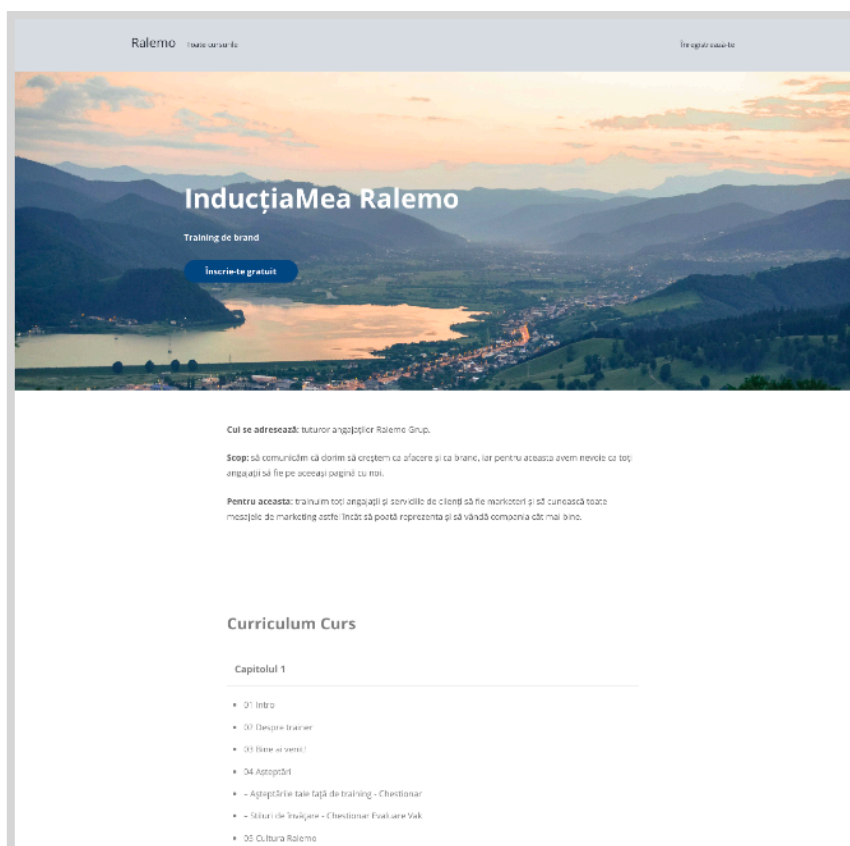 Ralemo Toate cursurile Înregistrează-te
InducțiaMea Ralemo
Training de brand
Înscrie-te gratuit
Cui se adresează: tuturor angajaților Ralemo Grup.
Scop: să comunicăm că dorim să creștem ca afacere și ca brand, iar pentru aceasta avem nevoie ca toți
angajații să fie pe aceeași pagină cu noi.
Pentru aceasta: trainuim toți angajații și serviciile de clienți să fie marketeri și să cunoască toate
mesajele de marketing astfel încât să poată reprezenta și să vândă compania cât mai bine.
Curriculum Curs
Capitolul 1
01 Intro
02 Despre trainer
03 Bine ai venit!
04 Așteptări
– Așteptările tale față de training - Chestionar
– Stiluri de învățare - Chestionar Evaluare Vak
05 Cultura Ralemo